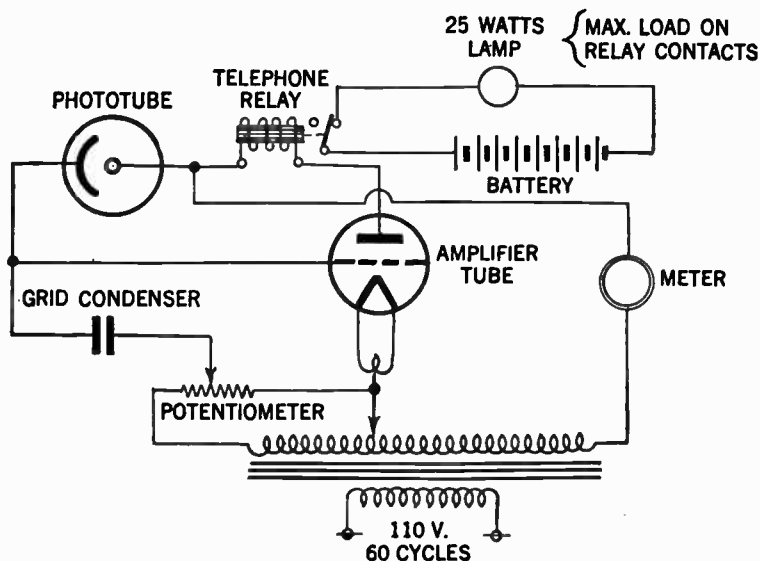 25 WATTS
LAMP
MAX. LOAD ON
RELAY CONTACTS
TELEPHONE
RELAY
PHOTOTUBE
BATTERY
AMPLIFIER
TUBE
METER
GRID CONDENSER
POTENTIOMETER
110 V.
60 CYCLES